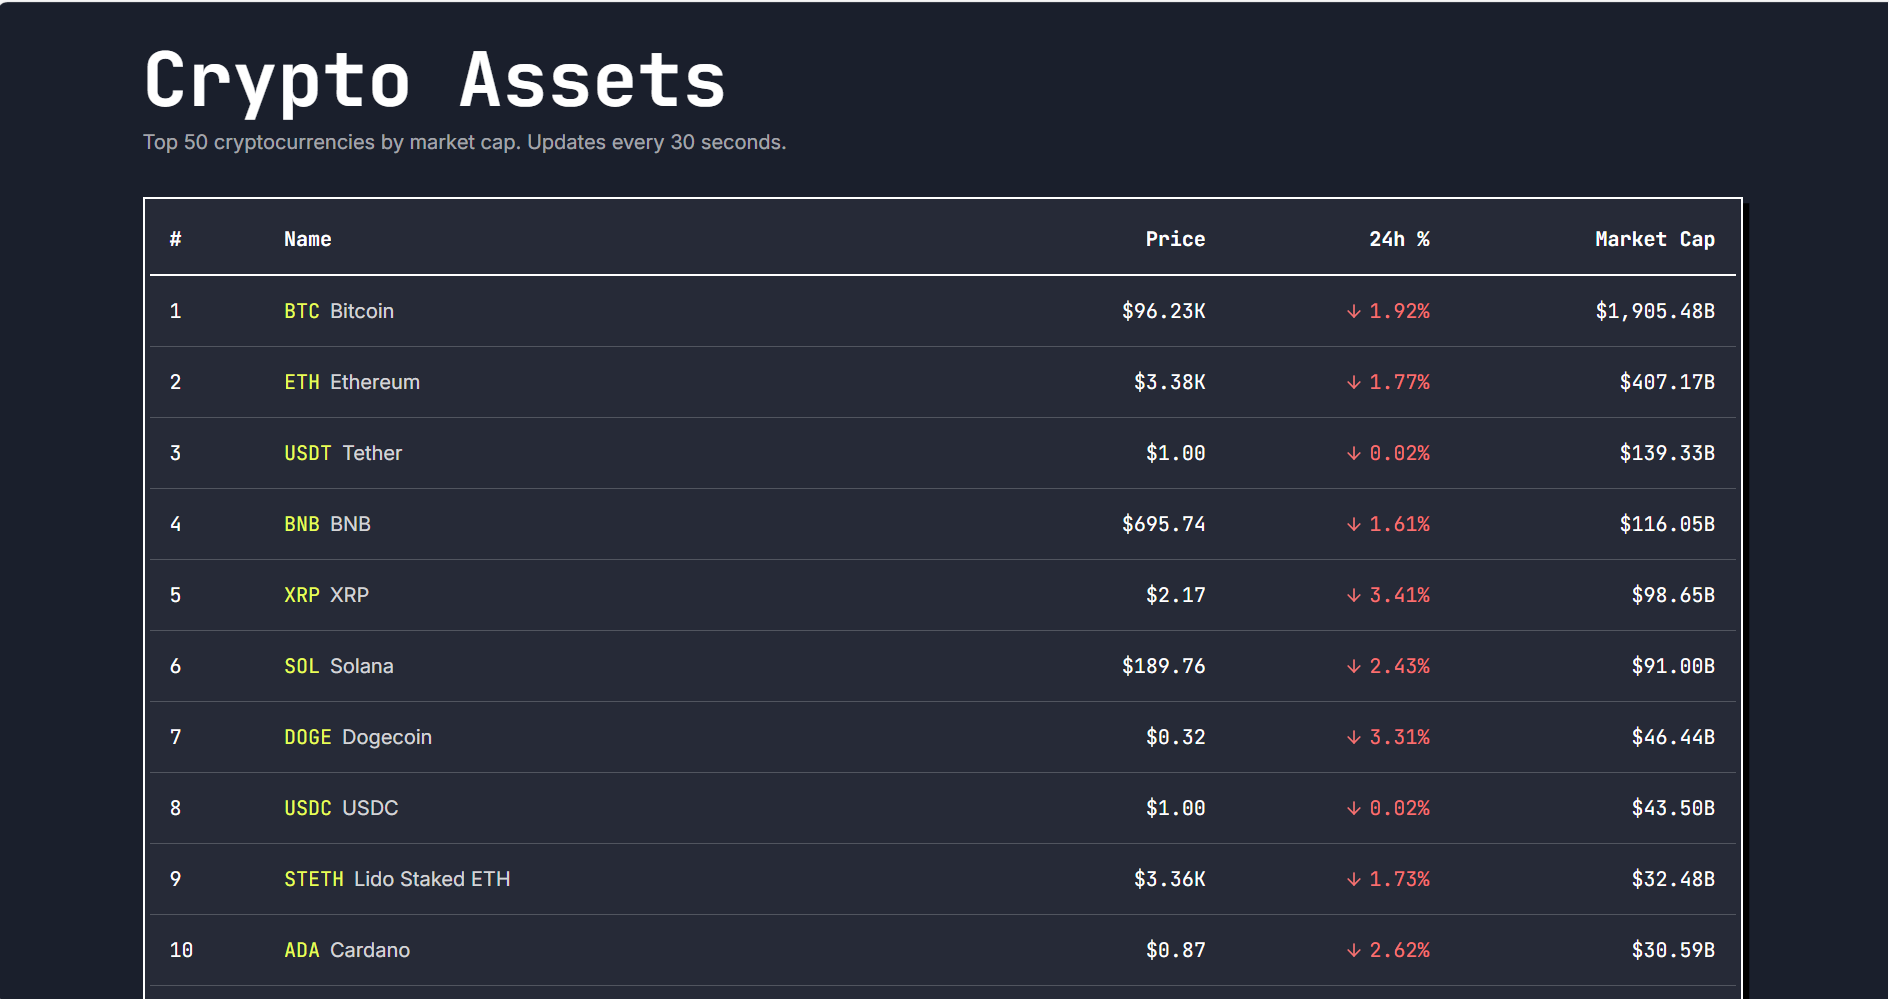 Crypto Assets
Top 50 cryptocurrencies by market cap. Updates every 30 seconds.
# Name Price 24h % Market Cap
1 BTC Bitcoin $96.23K ↓ 1.92% $1,905.48B
2 ETH Ethereum $3.38K ↓ 1.77% $407.17B
3 USDT Tether $1.00 ↓ 0.02% $139.33B
4 BNB BNB $695.74 ↓ 1.61% $116.05B
5 XRP XRP $2.17 ↓ 3.41% $98.65B
6 SOL Solana $189.76 ↓ 2.43% $91.00B
7 DOGE Dogecoin $0.32 ↓ 3.31% $46.44B
8 USDC USDC $1.00 ↓ 0.02% $43.50B
9 STETH Lido Staked ETH $3.36K ↓ 1.73% $32.48B
10 ADA Cardano $0.87 ↓ 2.62% $30.59B